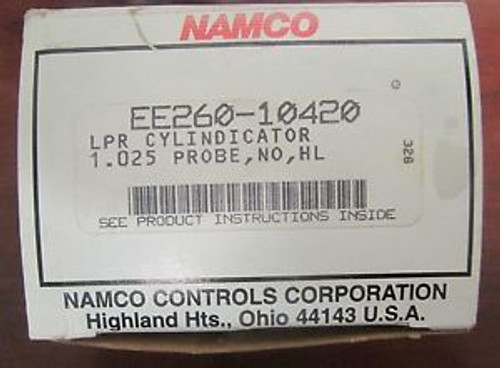 NAMCO
EE260-10420
LPR CYLINDICATOR
1.025 PROBE,NO,HL
326
SEE PRODUCT INSTRUCTIONS INSIDE
NAMCO CONTROLS CORPORATION
Highland Hts., Ohio 44143 U.S.A.